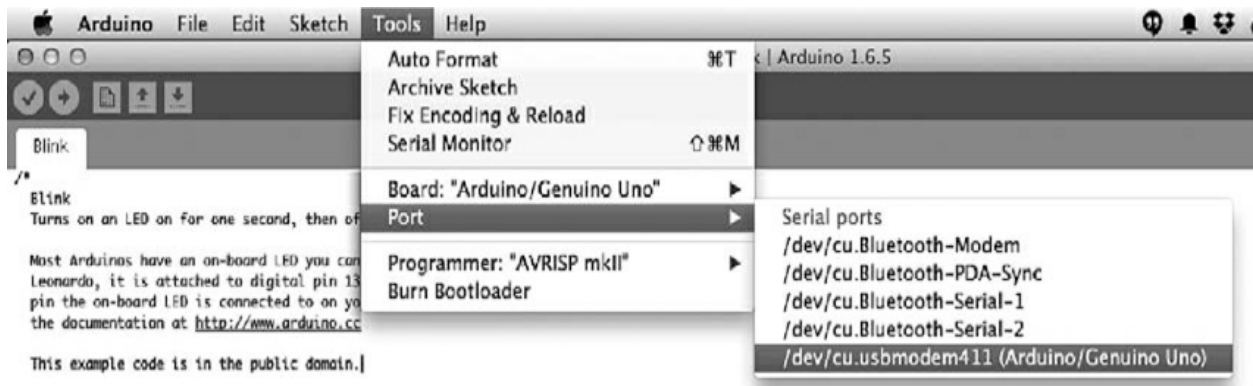 Arduino File Edit Sketch Tools Help
| Arduino 1.6.5
Auto Format ⌘T
Archive Sketch
Fix Encoding & Reload
Serial Monitor ⇧⌘M
Board: "Arduino/Genuino Uno"
Port
Programmer: "AVRISP mkII"
Burn Bootloader
Serial ports
/dev/cu.Bluetooth-Modem
/dev/cu.Bluetooth-PDA-Sync
/dev/cu.Bluetooth-Serial-1
/dev/cu.Bluetooth-Serial-2
/dev/cu.usbmodem411 (Arduino/Genuino Uno)
Blink
/*
Blink
Turns on an LED on for one second, then of
Most Arduinos have an on-board LED you can
Leonardo, it is attached to digital pin 13
pin the on-board LED is connected to on yo
the documentation at http://www.arduino.cc
This example code is in the public domain.